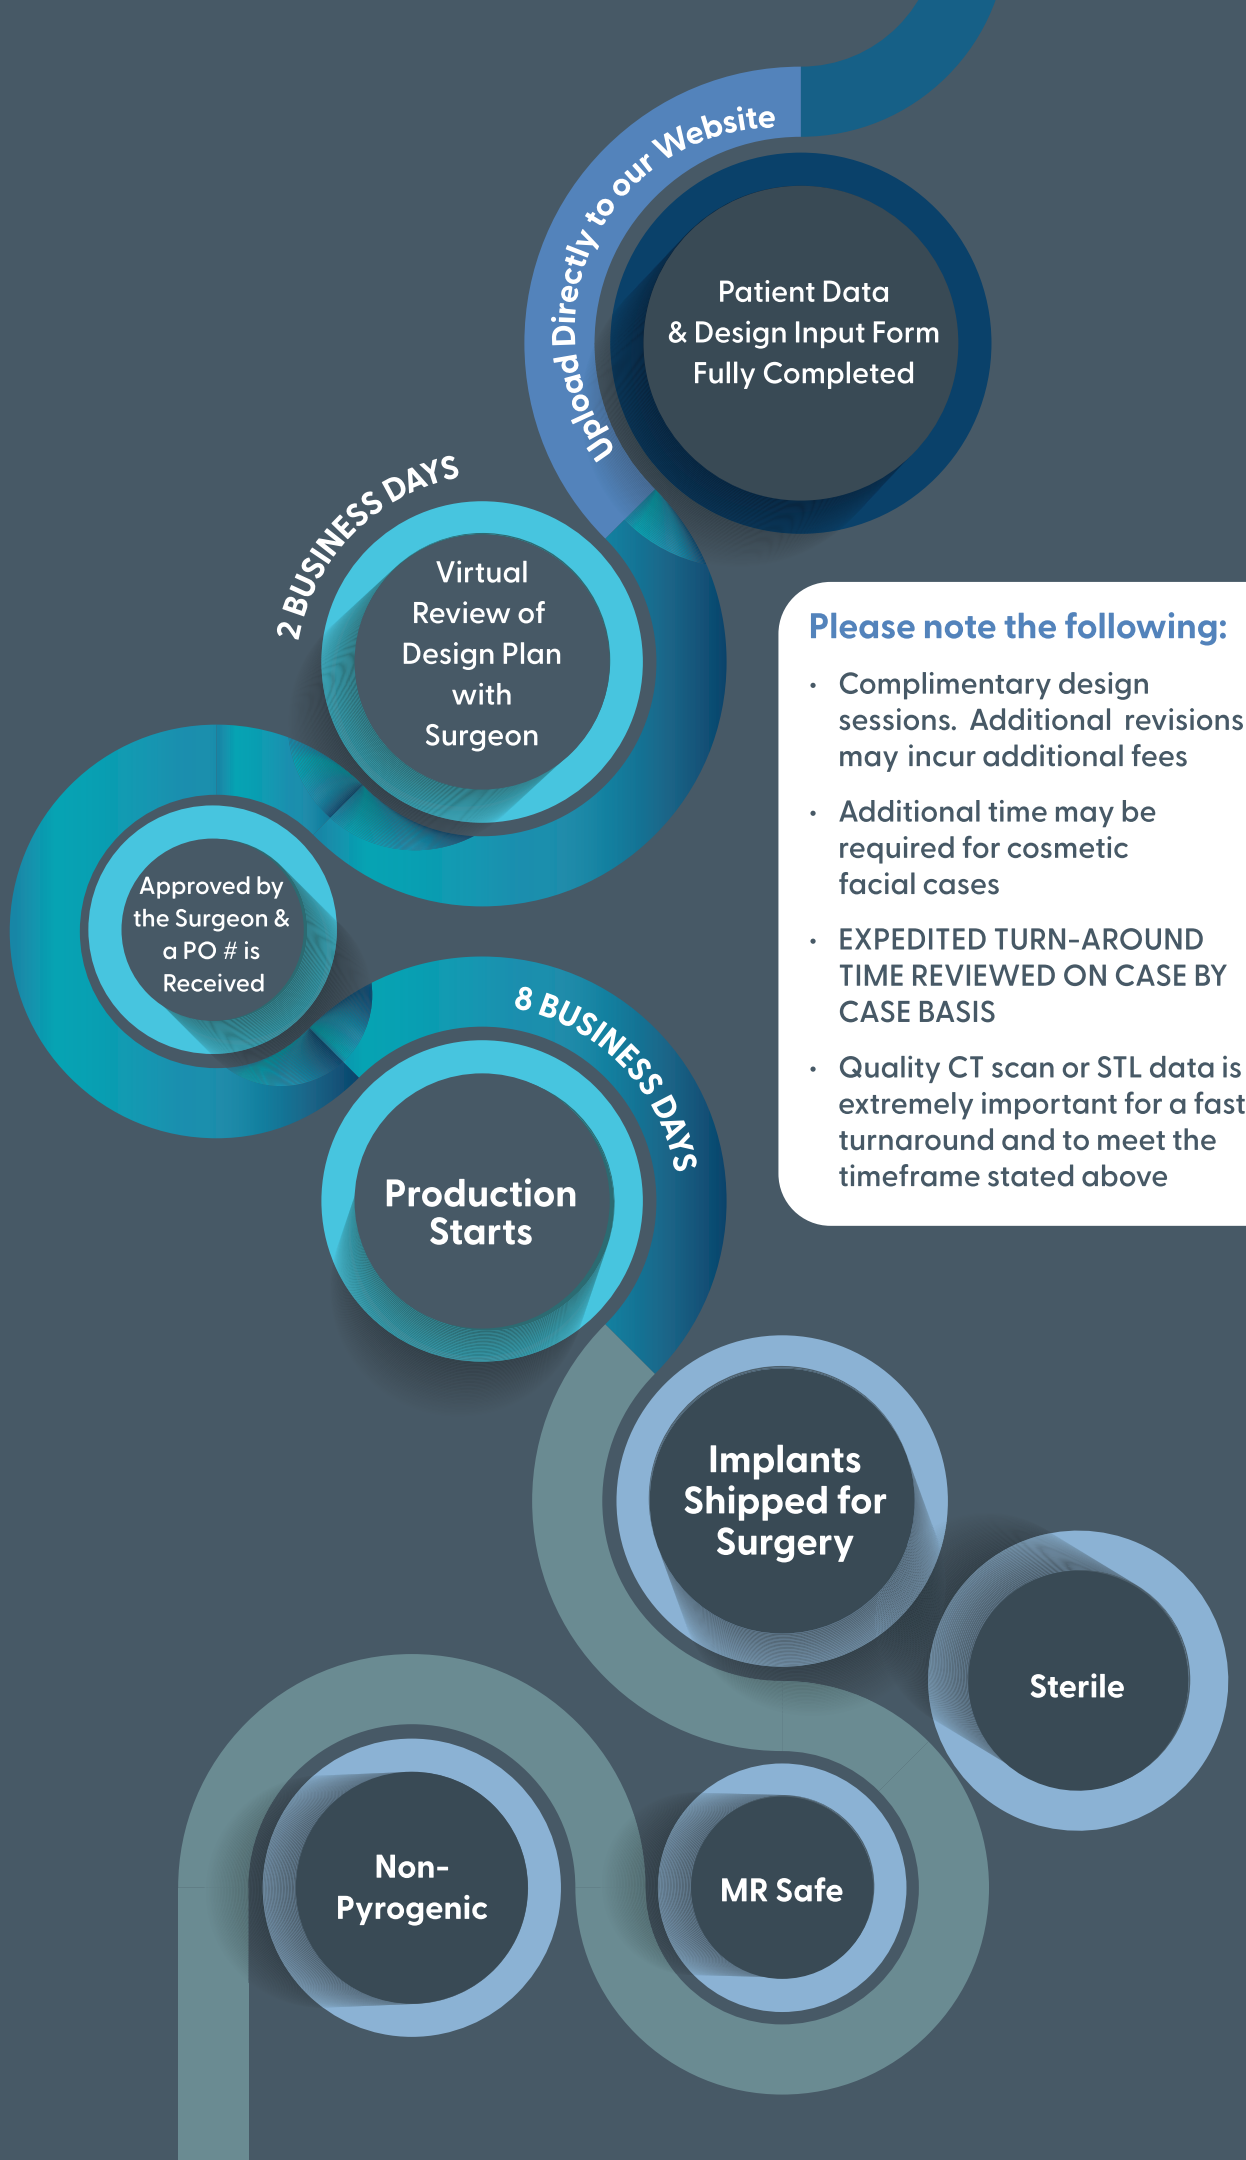 Upload Directly to our Website
Patient Data
& Design Input Form
Fully Completed
2 BUSINESS DAYS
Virtual
Review of
Design Plan
with
Surgeon
Please note the following:
• Complimentary design
sessions. Additional revisions
may incur additional fees
• Additional time may be
required for cosmetic
facial cases
• EXPEDITED TURN-AROUND
TIME REVIEWED ON CASE BY
CASE BASIS
• Quality CT scan or STL data is
extremely important for a fast
turnaround and to meet the
timeframe stated above
Approved by
the Surgeon &
a PO # is
Received
8 BUSINESS DAYS
Production
Starts
Implants
Shipped for
Surgery
Sterile
MR Safe
Non-
Pyrogenic